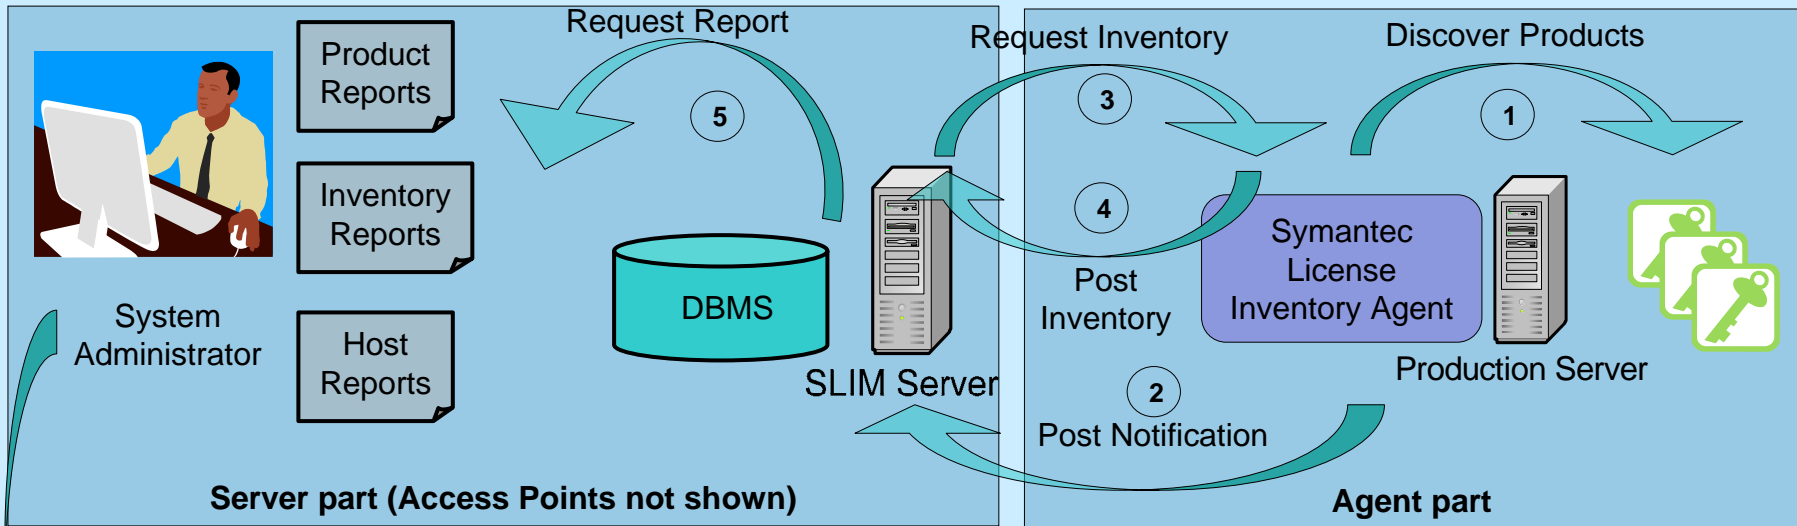 Request Report
Request Inventory
Discover Products
Product
Reports
5
3
1
Inventory
Reports
4
Symantec
License
Inventory Agent
Post
Inventory
DBMS
System
Administrator
Host
Reports
SLIM Server
Production Server
2
Post Notification
Server part (Access Points not shown)
Agent part